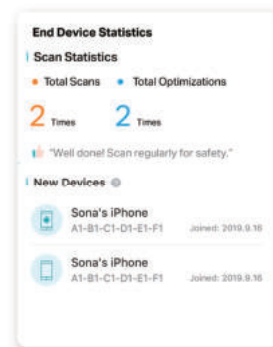 End Device Statistics
Scan Statistics
Total Scans Total Optimizations
2 Times 2 Times
"Well done! Scan regularly for safety."
New Devices
Sona's iPhone
A1-B1-C1-D1-E1-F1 Joined: 2019.9.16
Sona's iPhone
A1-B1-C1-D1-E1-F1 Joined: 2019.9.16